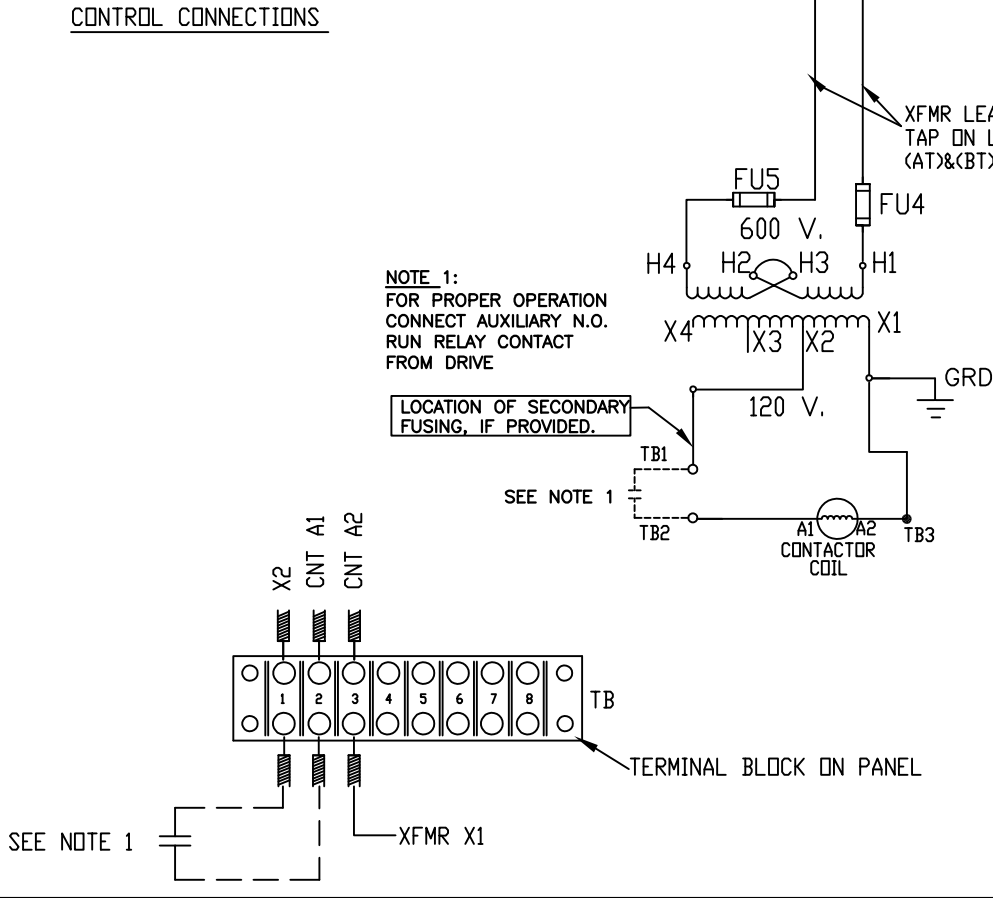 CONTROL CONNECTIONS
XFMR LEA
TAP ON L
(AT)&(BT)
FU5
FU4
600 V.
H4
H2
H3
H1
NOTE 1:
FOR PROPER OPERATION
CONNECT AUXILIARY N.O.
RUN RELAY CONTACT
FROM DRIVE
X4
X3
X2
X1
GRD
120 V.
LOCATION OF SECONDARY
FUSING, IF PROVIDED.
TB1
SEE NOTE 1
TB2
A1
A2
TB3
CONTACTOR
COIL
X2
CNT A1
CNT A2
1 2 3 4 5 6 7 8
TB
TERMINAL BLOCK ON PANEL
SEE NOTE 1
XFMR X1